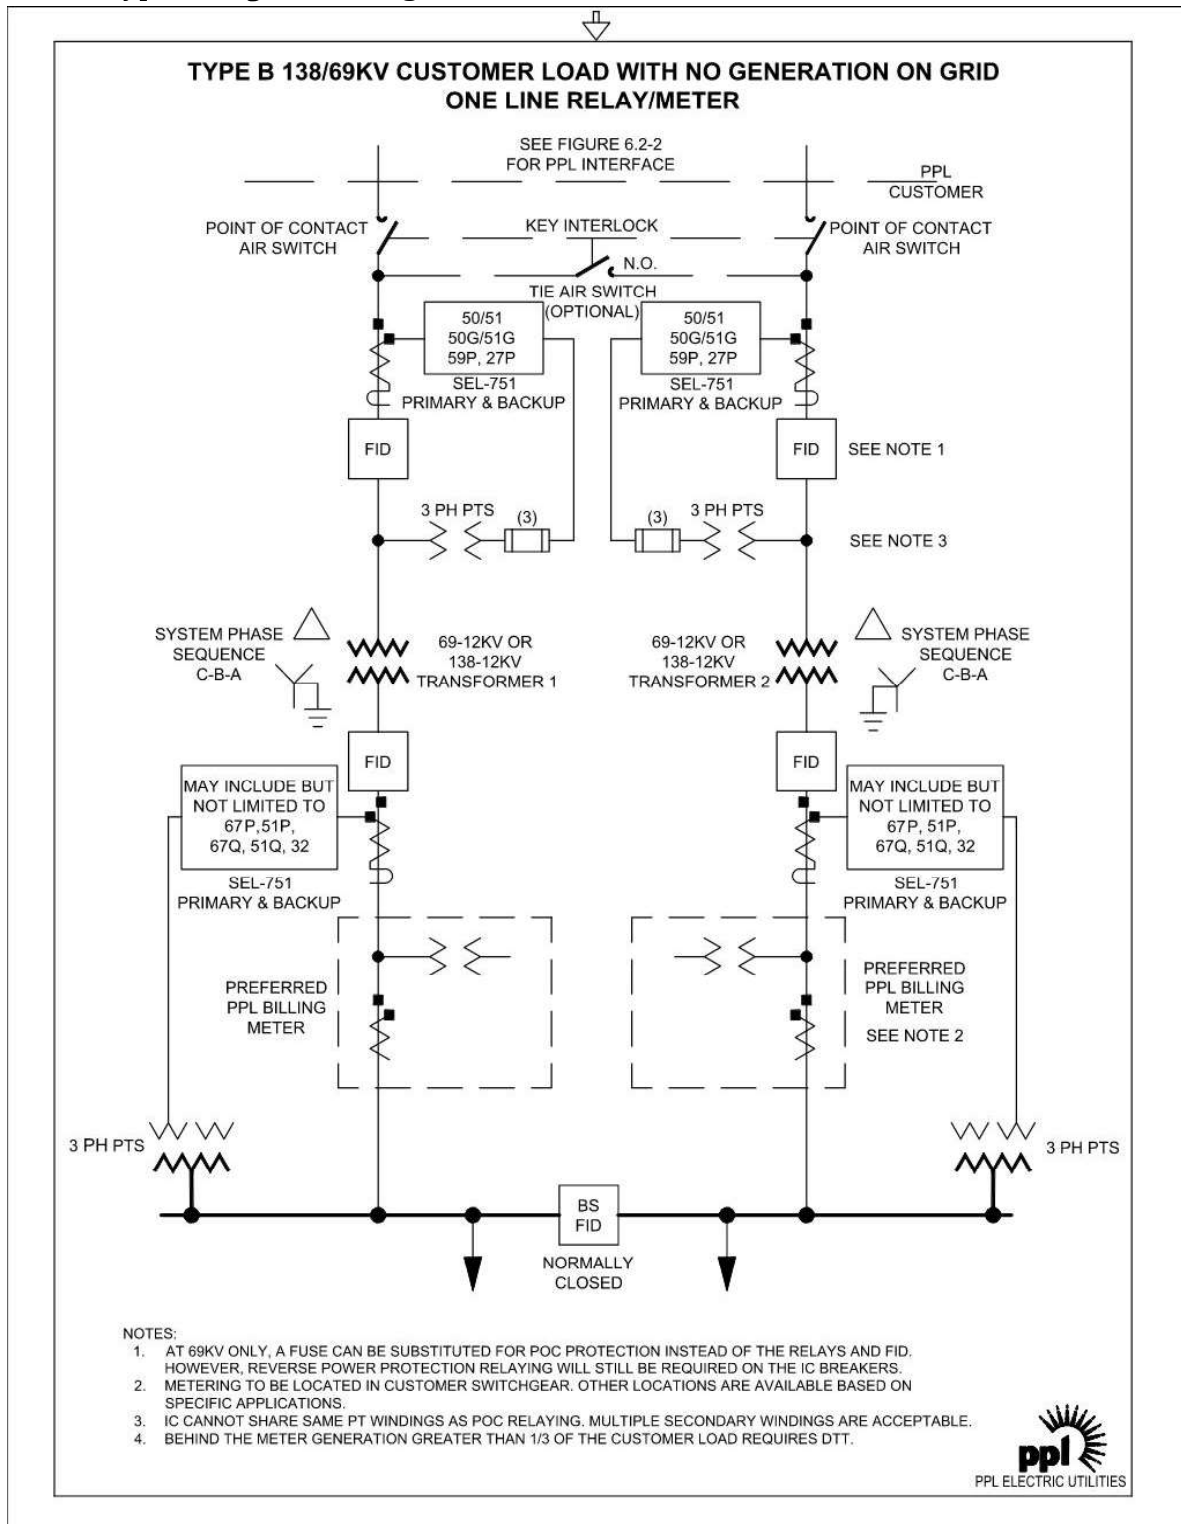 TYPE B 138/69KV CUSTOMER LOAD WITH NO GENERATION ON GRID
ONE LINE RELAY/METER
SEE FIGURE 6.2-2
FOR PPL INTERFACE
PPL
CUSTOMER
POINT OF CONTACT
AIR SWITCH
KEY INTERLOCK
POINT OF CONTACT
AIR SWITCH
N.O.
TIE AIR SWITCH
(OPTIONAL)
50/51
50G/51G
59P, 27P
SEL-751
PRIMARY & BACKUP
50/51
50G/51G
59P, 27P
SEL-751
PRIMARY & BACKUP
FID
FID
SEE NOTE 1
3 PH PTS
(3)
(3)
3 PH PTS
SEE NOTE 3
SYSTEM PHASE
SEQUENCE
C-B-A
69-12KV OR
138-12KV
TRANSFORMER 1
69-12KV OR
138-12KV
TRANSFORMER 2
SYSTEM PHASE
SEQUENCE
C-B-A
FID
FID
MAY INCLUDE BUT
NOT LIMITED TO
67P,51P,
67Q, 51Q, 32
SEL-751
PRIMARY & BACKUP
MAY INCLUDE BUT
NOT LIMITED TO
67P, 51P,
67Q, 51Q, 32
SEL-751
PRIMARY & BACKUP
PREFERRED
PPL BILLING
METER
PREFERRED
PPL BILLING
METER
SEE NOTE 2
3 PH PTS
3 PH PTS
BS
FID
NORMALLY
CLOSED
NOTES:
1. AT 69KV ONLY, A FUSE CAN BE SUBSTITUTED FOR POC PROTECTION INSTEAD OF THE RELAYS AND FID.
HOWEVER, REVERSE POWER PROTECTION RELAYING WILL STILL BE REQUIRED ON THE IC BREAKERS.
2. METERING TO BE LOCATED IN CUSTOMER SWITCHGEAR. OTHER LOCATIONS ARE AVAILABLE BASED ON
SPECIFIC APPLICATIONS.
3. IC CANNOT SHARE SAME PT WINDINGS AS POC RELAYING. MULTIPLE SECONDARY WINDINGS ARE ACCEPTABLE.
4. BEHIND THE METER GENERATION GREATER THAN 1/3 OF THE CUSTOMER LOAD REQUIRES DTT.
ppl
PPL ELECTRIC UTILITIES